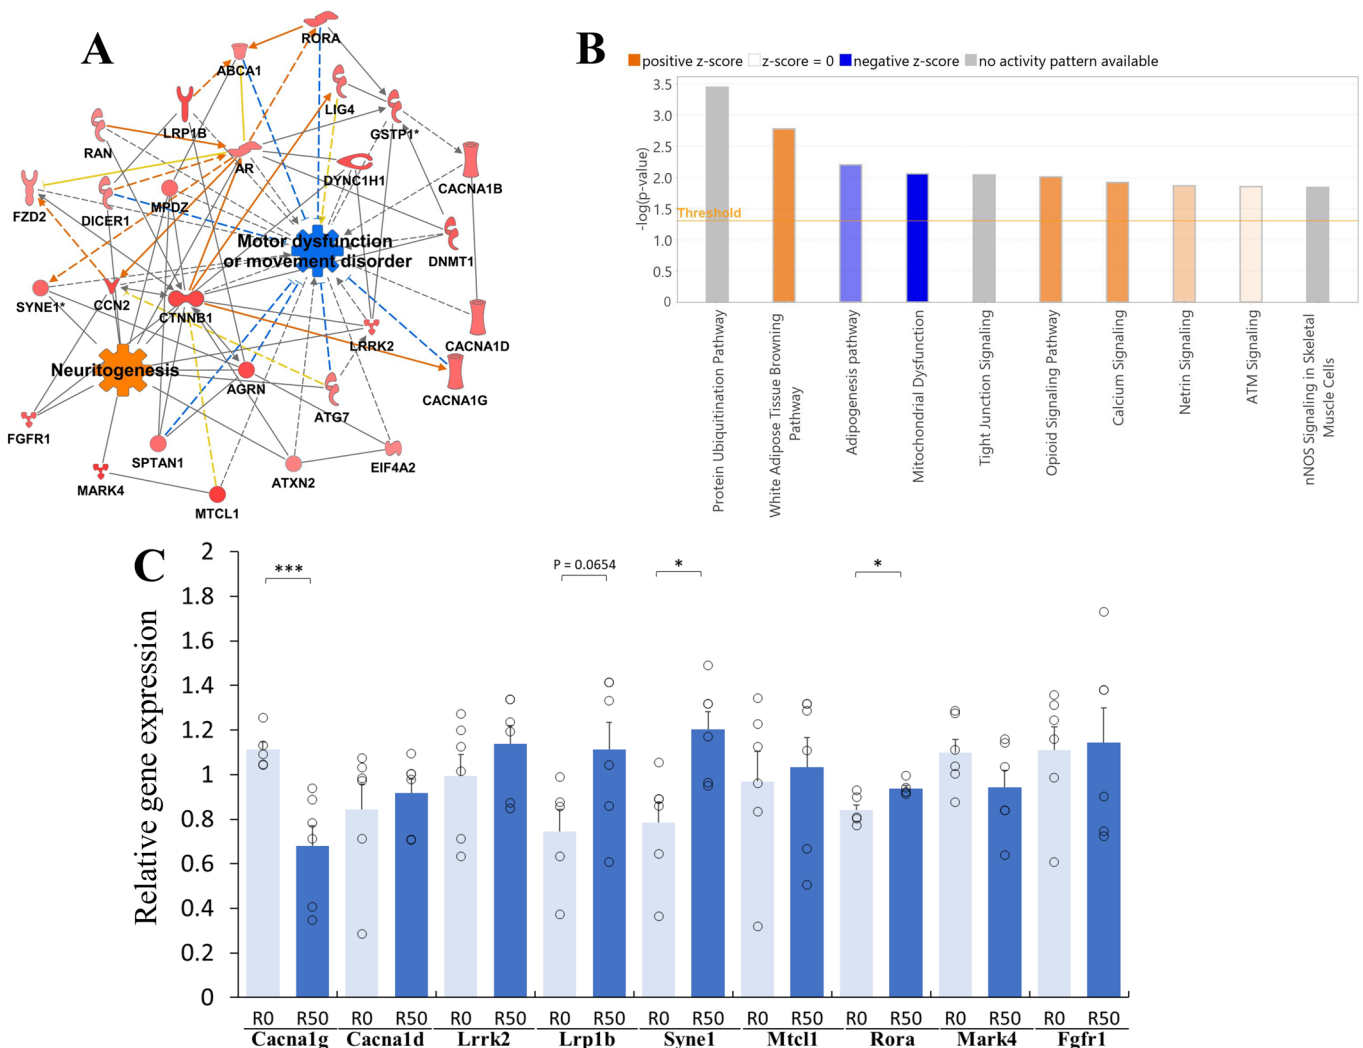 A
RORA
ABCA1
LIG4
GSTP1*
LRP1B
RAN
AR
DYNC1H1
CACNA1B
FZD2
DICER1
MPDZ
Motor dysfunction
or movement disorder
DNMT1
SYNE1*
CCN2
CTNNB1
LRRK2
CACNA1D
Neuritogenesis
AGRN
ATG7
CACNA1G
FGFR1
SPTAN1
EIF4A2
MARK4
ATXN2
MTCL1
B
positive z-score z-score = 0 negative z-score no activity pattern available
-log(p-value)
3.5
3.0
2.5
2.0
1.5
1.0
0.5
0
Threshold
Protein Ubiquitination Pathway
White Adipose Tissue Browning
Pathway
Adipogenesis pathway
Mitochondrial Dysfunction
Tight Junction Signaling
Opioid Signaling Pathway
Calcium Signaling
Netrin Signaling
ATM Signaling
nNOS Signaling in Skeletal
Muscle Cells
C
Relative gene expression
2
1.8
1.6
1.4
1.2
1
0.8
0.6
0.4
0.2
0
***
P = 0.0654
*
*
R0 R50 R0 R50 R0 R50 R0 R50 R0 R50 R0 R50 R0 R50 R0 R50 R0 R50
Cacna1g Cacna1d Lrrk2 Lrp1b Syne1 Mtcl1 Rora Mark4 Fgfr1